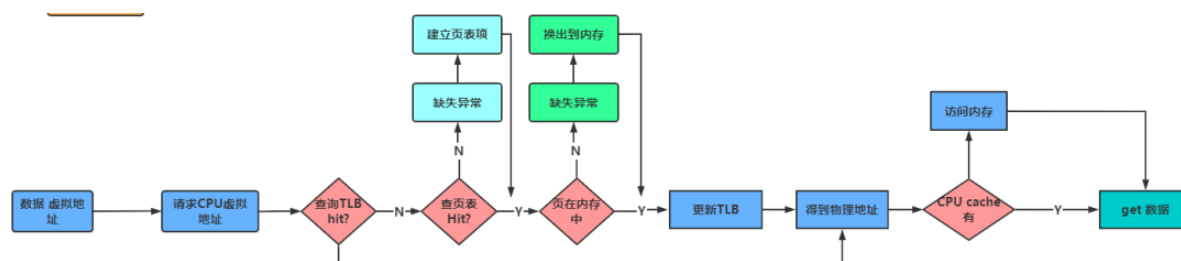 建立页表项
换出到内存
缺失异常
缺失异常
访问内存
N
N
数据 虚拟地
址
请求CPU虚拟
地址
查询TLB
hit?
N
查页表
Hit?
Y
页在内存
中
Y
更新TLB
得到物理地址
CPU cache
有
Y
get 数据